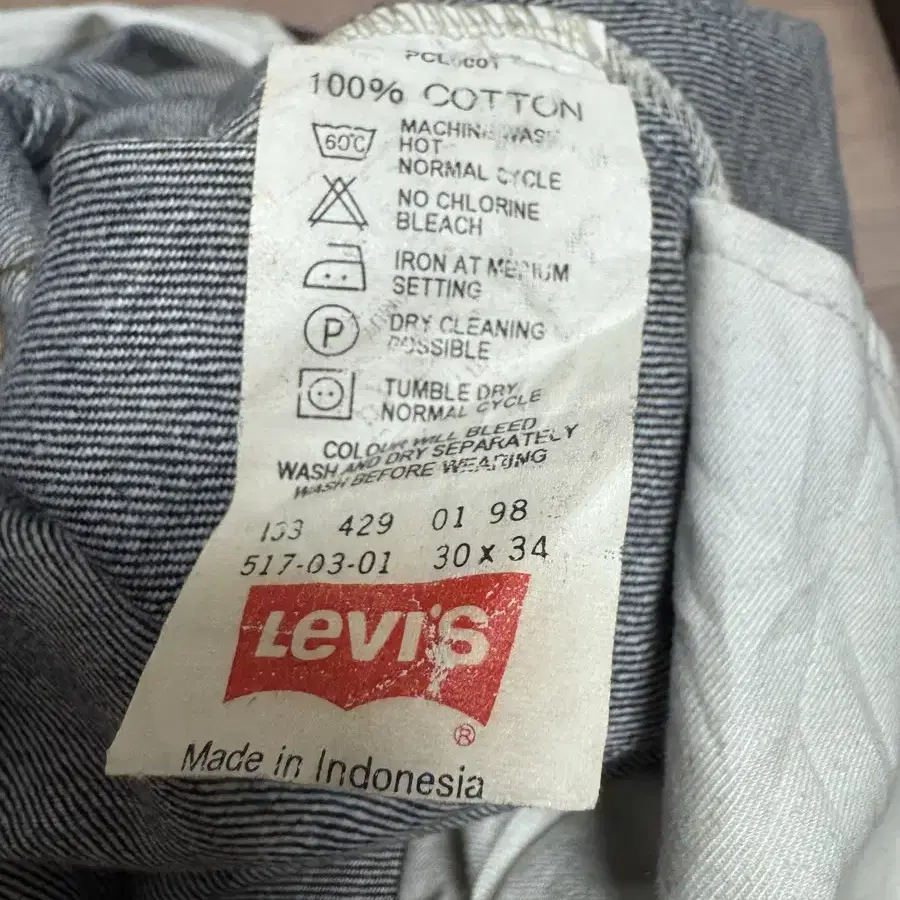 100% COTTON
60°C
MACHINE WASH
HOT
NORMAL CYCLE
NO CHLORINE
BLEACH
IRON AT MEDIUM
SETTING
P
DRY CLEANING
POSSIBLE
TUMBLE DRY
NORMAL CYCLE
COLOUR WILL BLEED
WASH AND DRY SEPARATELY
WASH BEFORE WEARING
429 01 98
517-03-01 30 x 34
LEVI'S
®
Made in Indonesia